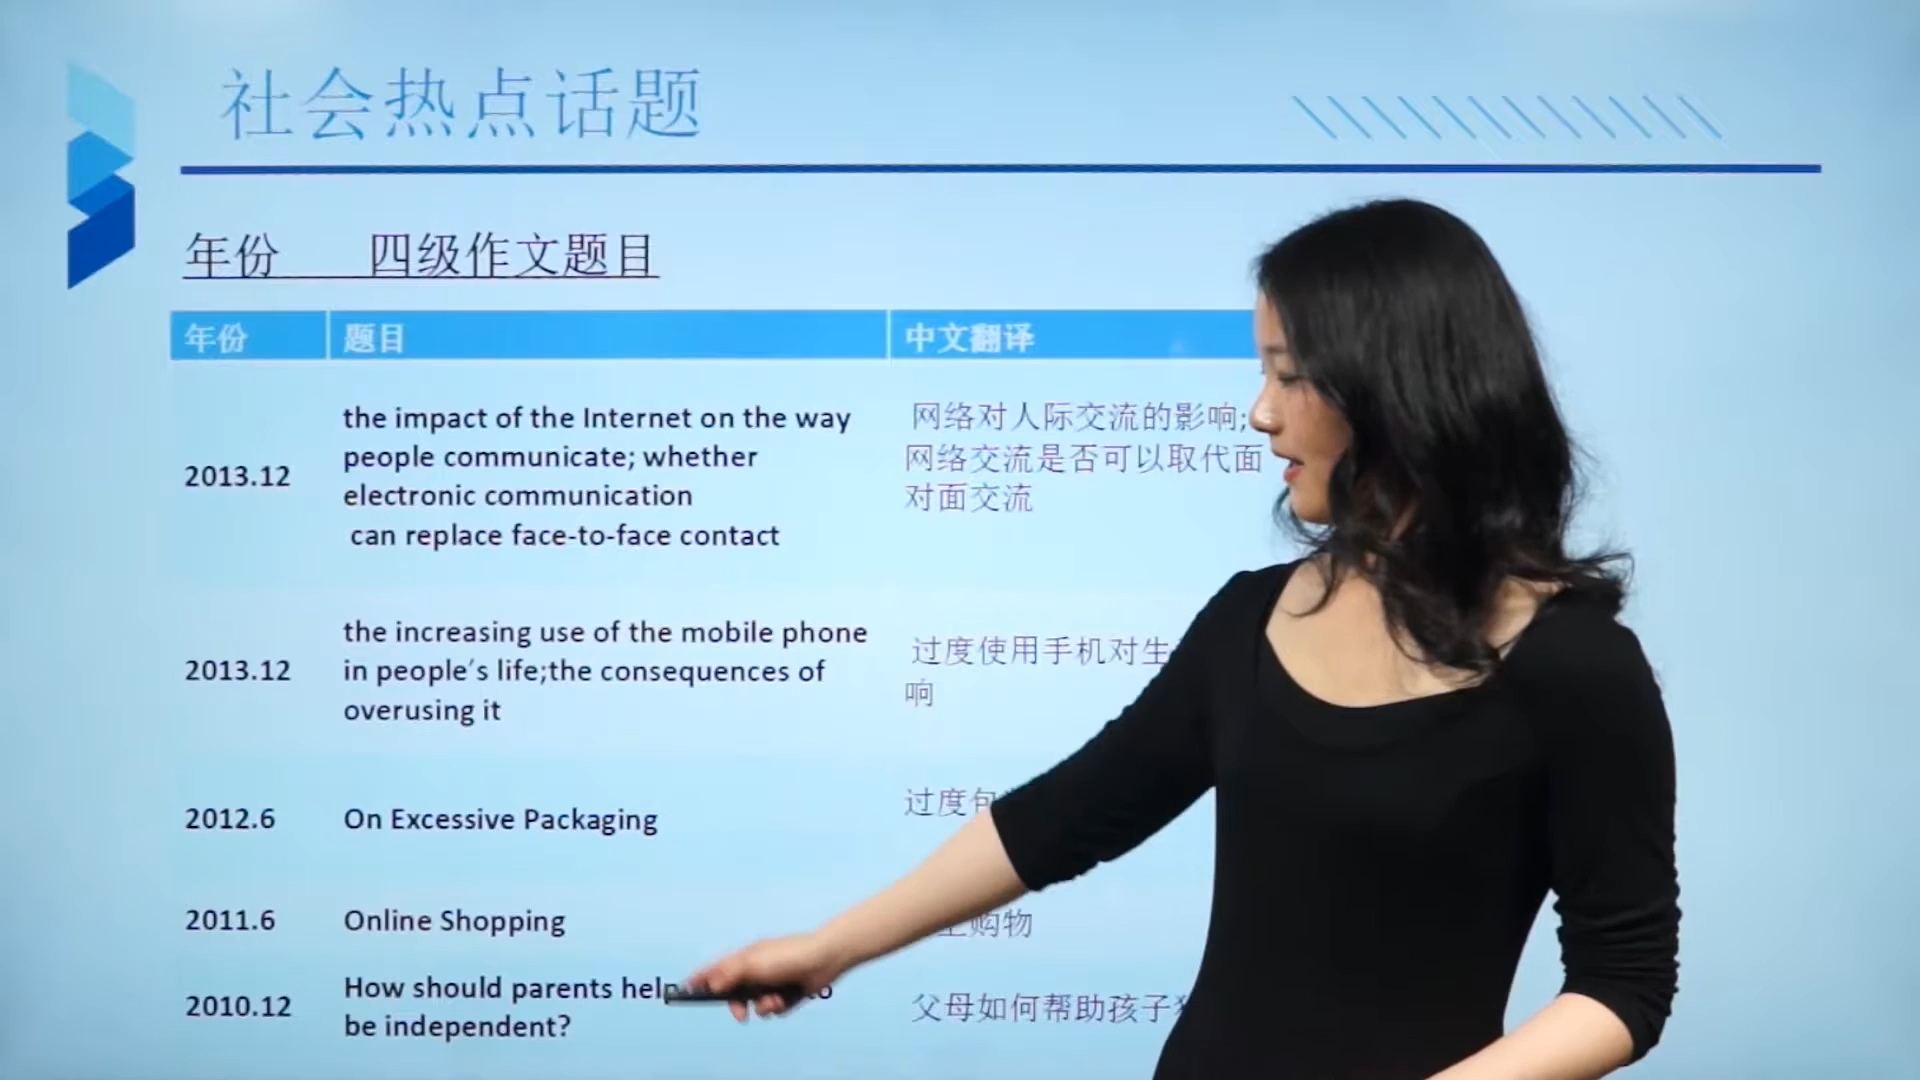 社会热点话题
年份 四级作文题目
年份 题目 中文翻译
2013.12
the impact of the Internet on the way
people communicate; whether
electronic communication
can replace face-to-face contact
网络对人际交流的影响;
网络交流是否可以取代面
对面交流
2013.12
the increasing use of the mobile phone
in people's life;the consequences of
overusing it
过度使用手机对生
响
2012.6
On Excessive Packaging
过度包
2011.6
Online Shopping
购物
2010.12
How should parents help to
be independent?
父母如何帮助孩子